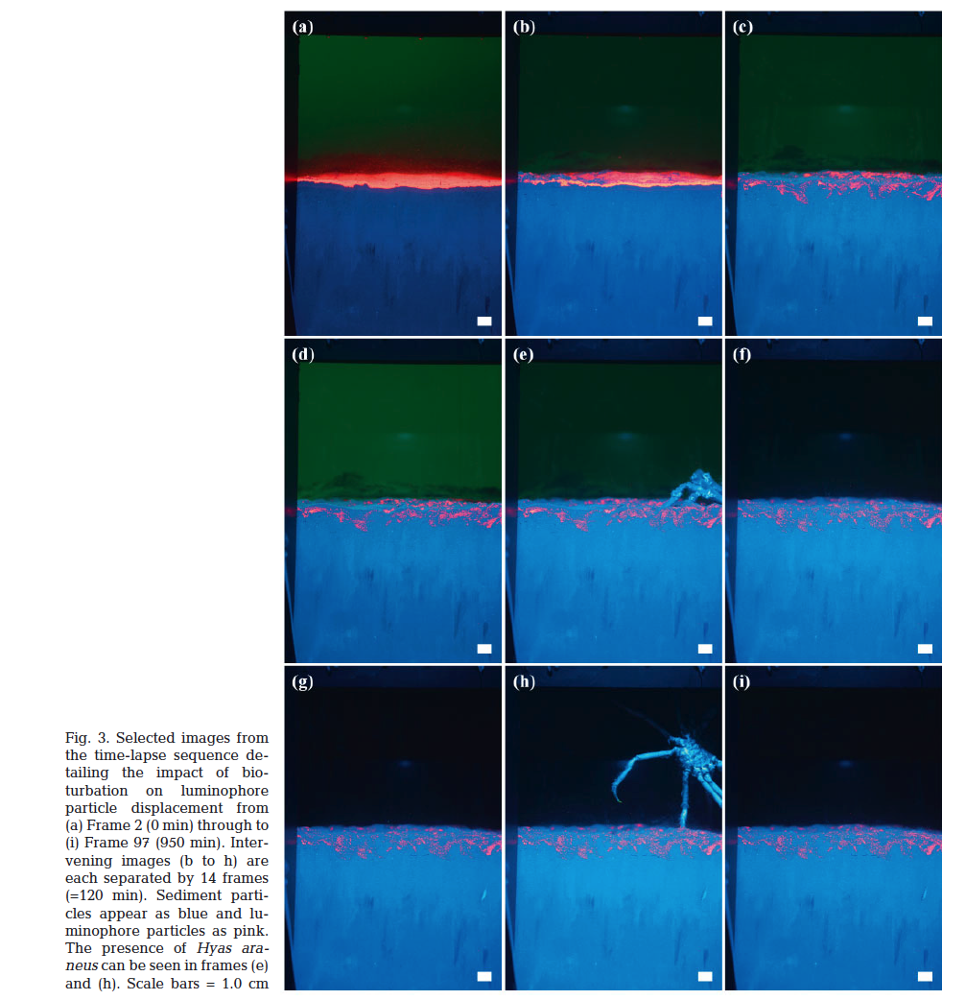 (a)
(b)
(c)
(d)
(e)
(f)
(g)
(h)
(i)
Fig. 3. Selected images from
the time-lapse sequence de-
tailing the impact of bio-
turbation on luminophore
particle displacement from
(a) Frame 2 (0 min) through to
(i) Frame 97 (950 min). Inter-
vening images (b to h) are
each separated by 14 frames
(=120 min). Sediment parti-
cles appear as blue and lu-
minophore particles as pink.
The presence of Hyas ara-
neus can be seen in frames (e)
and (h). Scale bars = 1.0 cm